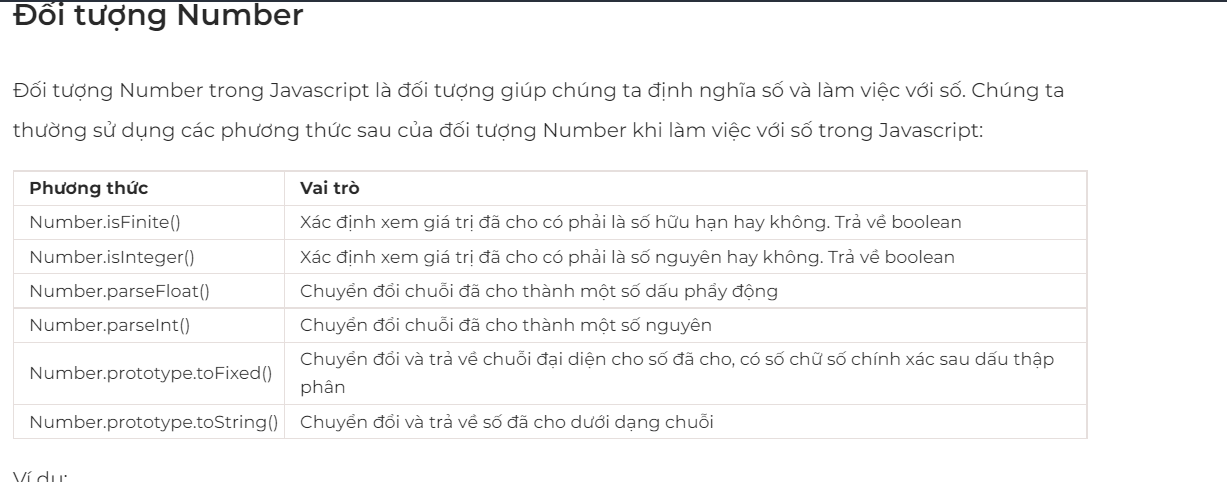 Đối tượng Number
Đối tượng Number trong Javascript là đối tượng giúp chúng ta định nghĩa số và làm việc với số. Chúng ta
thường sử dụng các phương thức sau của đối tượng Number khi làm việc với số trong Javascript:
Phương thức Vai trò
Number.isFinite() Xác định xem giá trị đã cho có phải là số hữu hạn hay không. Trả về boolean
Number.isInteger() Xác định xem giá trị đã cho có phải là số nguyên hay không. Trả về boolean
Number.parseFloat() Chuyển đổi chuỗi đã cho thành một số dấu phẩy động
Number.parseInt() Chuyển đổi chuỗi đã cho thành một số nguyên
Number.prototype.toFixed() Chuyển đổi và trả về chuỗi đại diện cho số đã cho, có số chữ số chính xác sau dấu thập
phân
Number.prototype.toString() Chuyển đổi và trả về số đã cho dưới dạng chuỗi
Ví dụ: